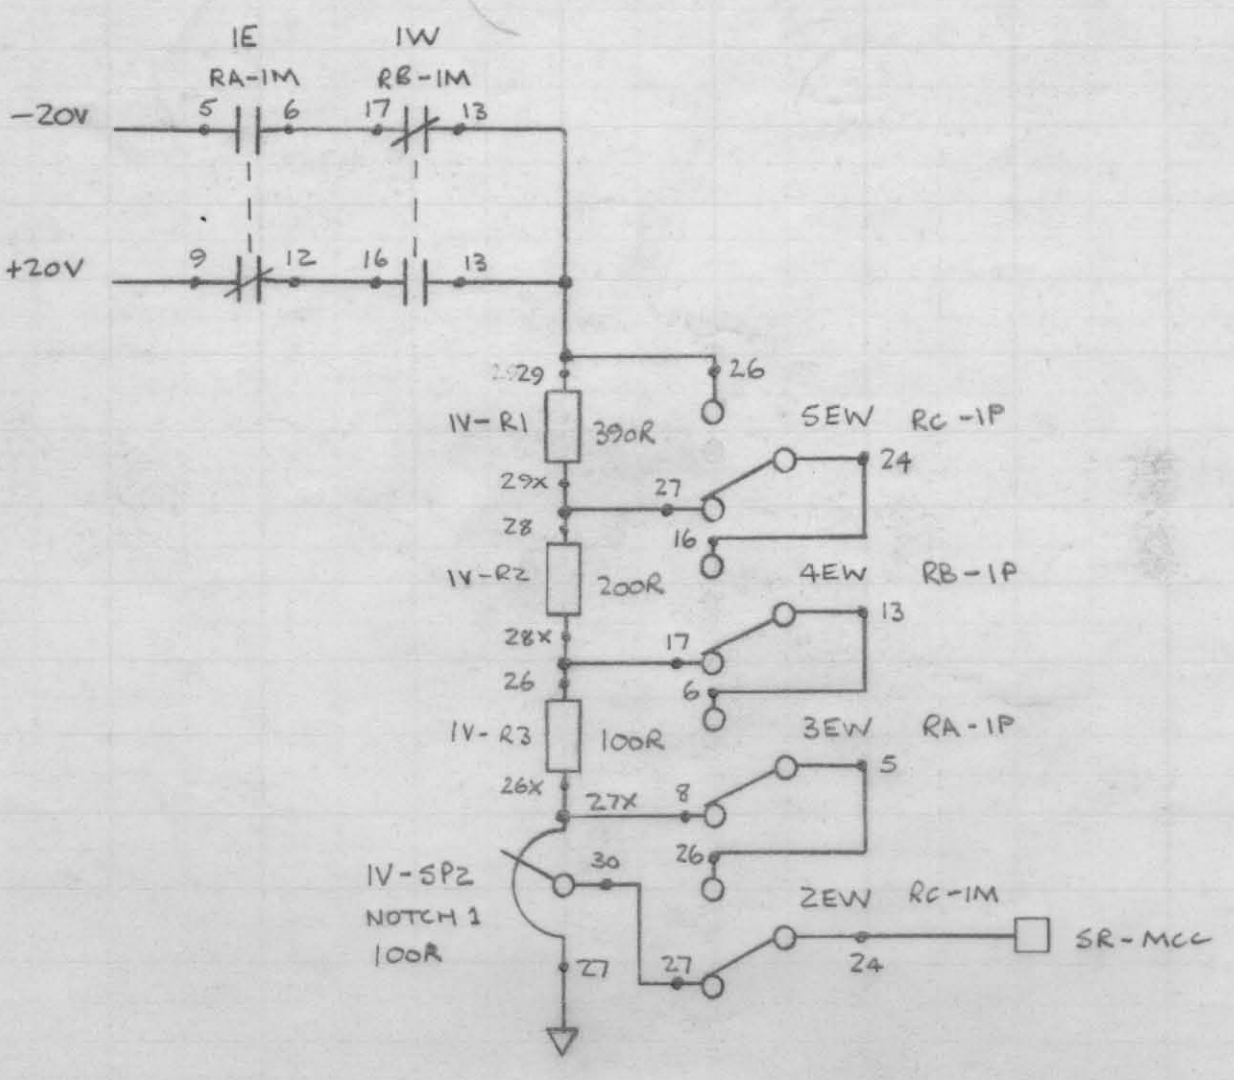 1E 1W
RA-1M RB-1M
-20V 5 6 17 13
+20V 9 12 16 13
29 29 26
1V-R1 390R 5EW RC-1P
24
29X 27
28 16
1V-R2 200R 4EW RB-1P
13
28X 17
26 6
1V-R3 100R 3EW RA-1P
5
26X 27X 8
26
1V-SP2 30 2EW RC-1M
NOTCH 1
100R SR-MCC
27 27 24